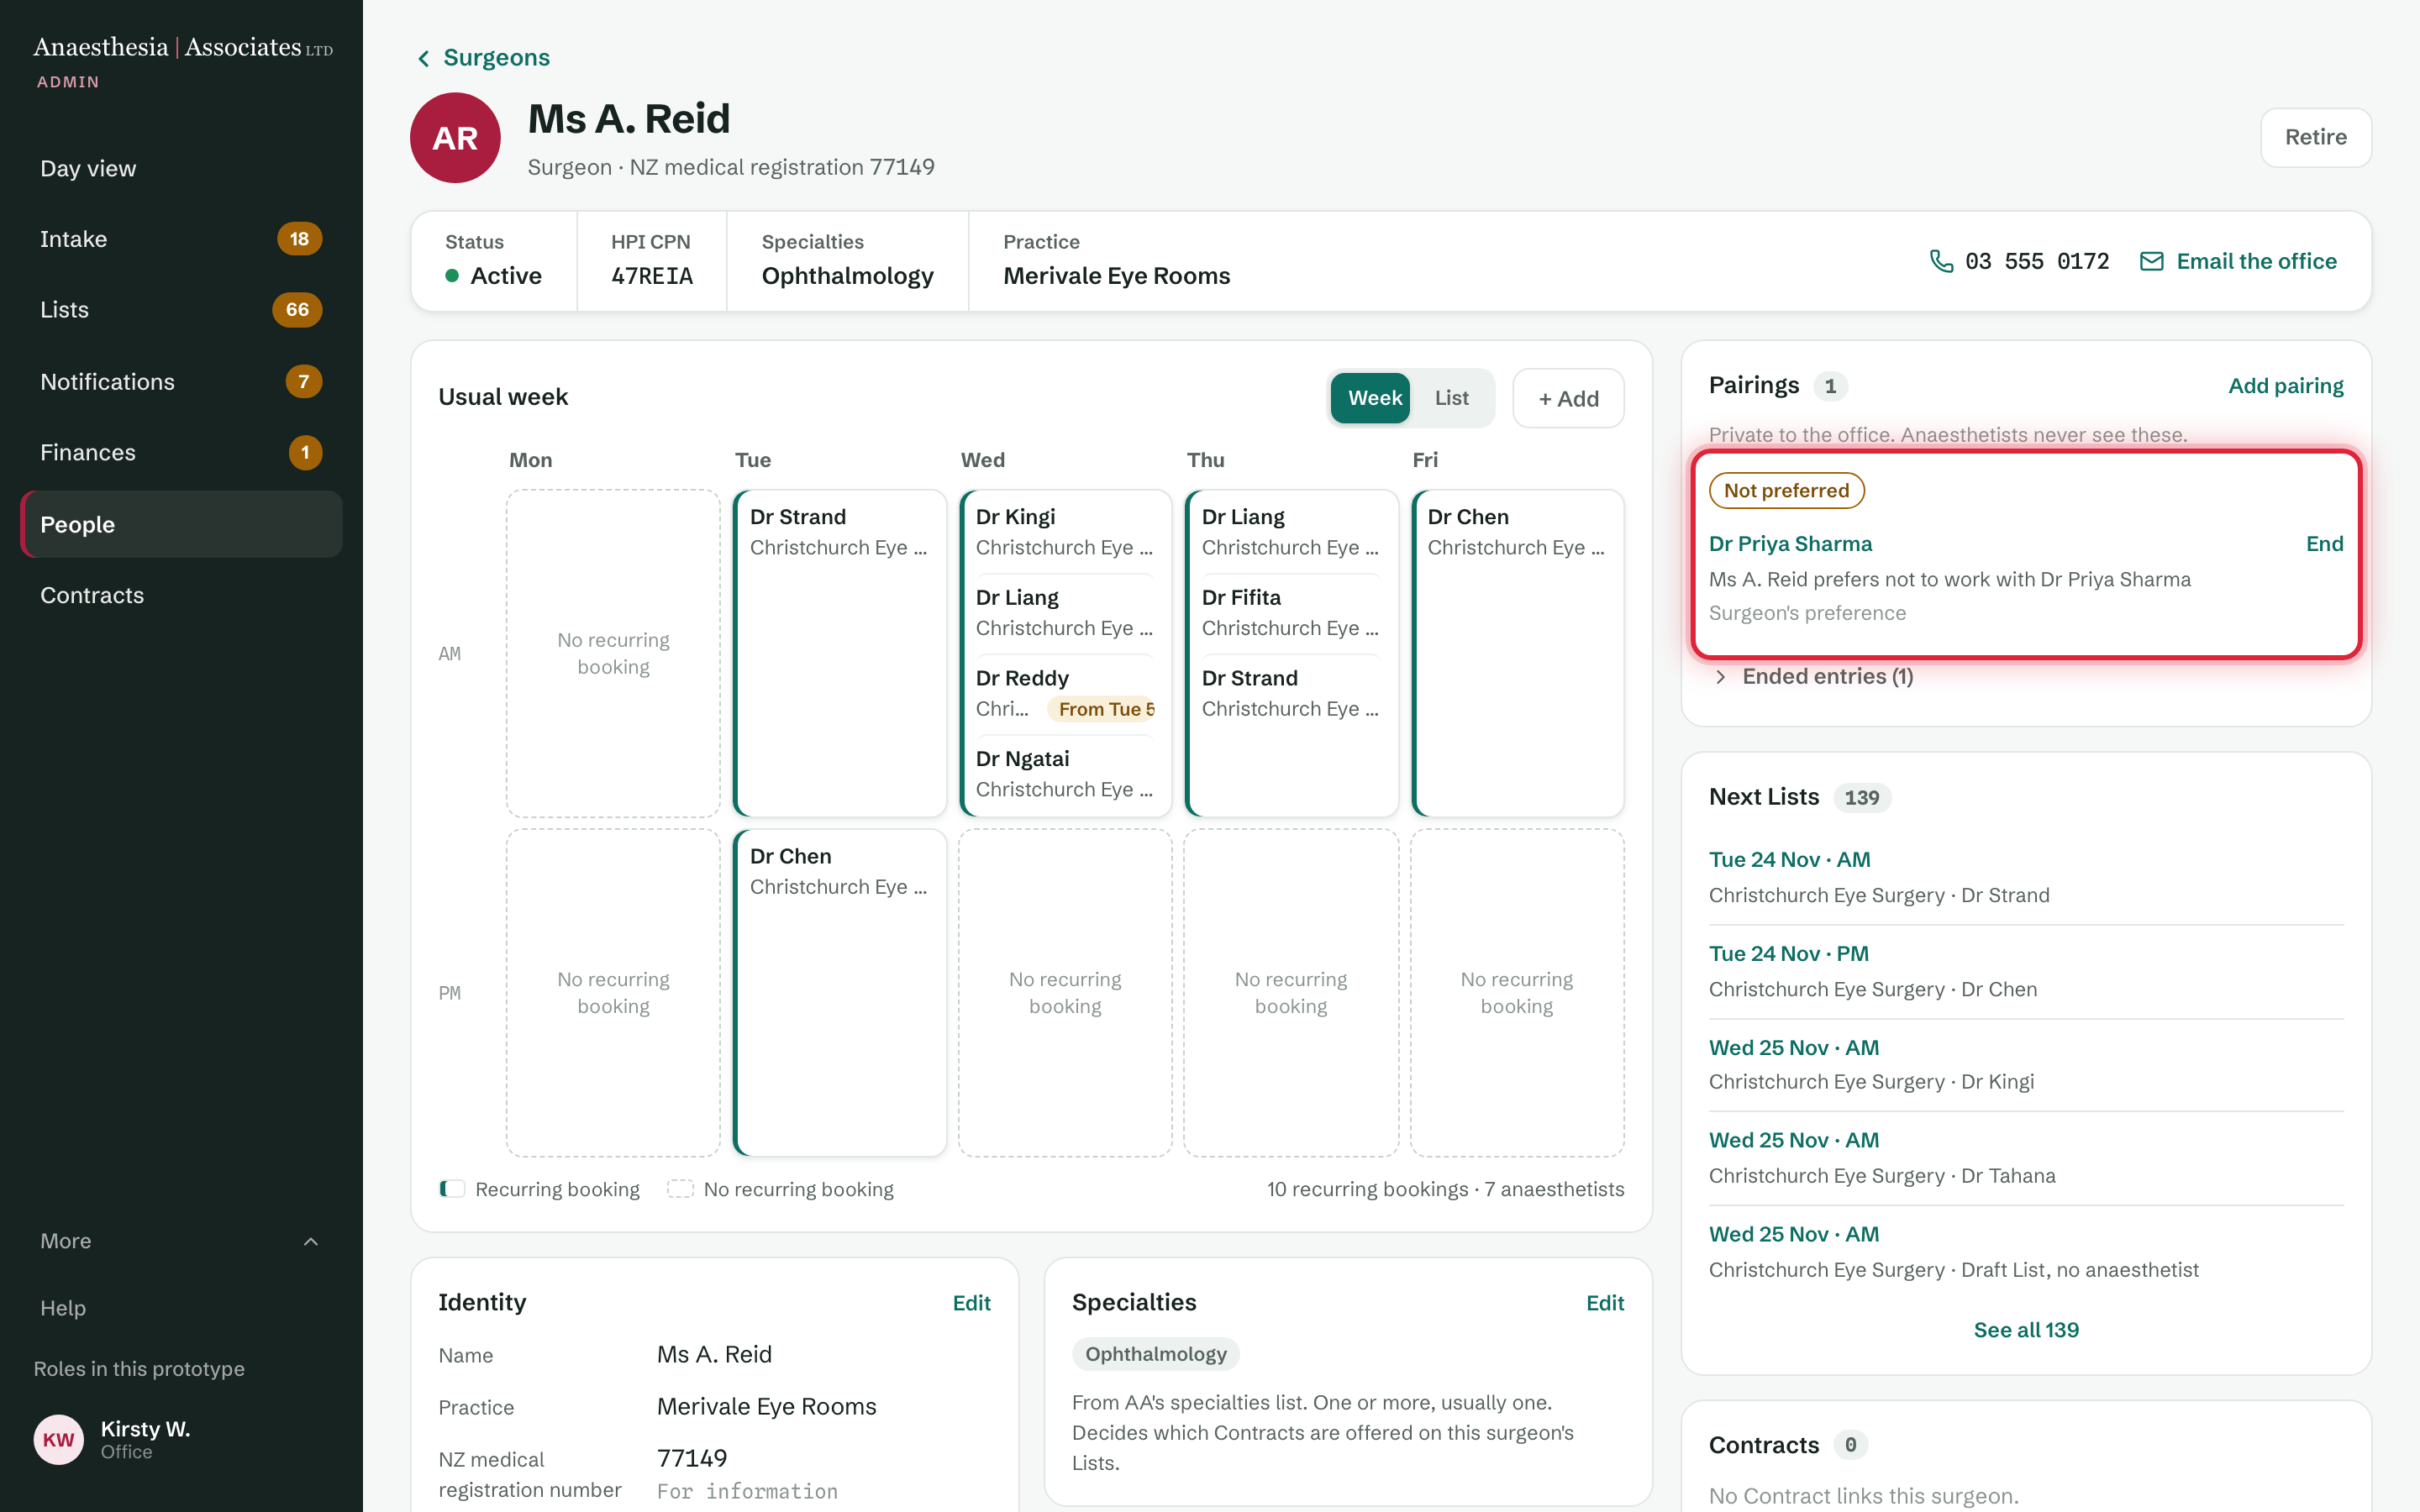 Anaesthesia | Associates LTD
ADMIN
Day view
Intake 18
Lists 66
Notifications 7
Finances 1
People
Contracts
More
Help
Roles in this prototype
KW
Kirsty W.
Office
Surgeons
AR
Ms A. Reid
Surgeon · NZ medical registration 77149
Retire
Status
Active
HPI CPN
47REIA
Specialties
Ophthalmology
Practice
Merivale Eye Rooms
03 555 0172
Email the office
Usual week
Week
List
+ Add
Mon Tue Wed Thu Fri
AM
No recurring
booking
Dr Strand
Christchurch Eye ...
Dr Kingi
Christchurch Eye ...
Dr Liang
Christchurch Eye ...
Dr Reddy
Chri... From Tue 5
Dr Ngatai
Christchurch Eye ...
Dr Liang
Christchurch Eye ...
Dr Fifita
Christchurch Eye ...
Dr Strand
Christchurch Eye ...
Dr Chen
Christchurch Eye ...
PM
No recurring
booking
Dr Chen
Christchurch Eye ...
No recurring
booking
No recurring
booking
No recurring
booking
Recurring booking
No recurring booking
10 recurring bookings · 7 anaesthetists
Identity
Edit
Name
Ms A. Reid
Practice
Merivale Eye Rooms
NZ medical
registration number
77149
For information
Specialties
Edit
Ophthalmology
From AA's specialties list. One or more, usually one.
Decides which Contracts are offered on this surgeon's
Lists.
Pairings 1
Add pairing
Private to the office. Anaesthetists never see these.
Not preferred
Dr Priya Sharma
End
Ms A. Reid prefers not to work with Dr Priya Sharma
Surgeon's preference
Ended entries (1)
Next Lists 139
Tue 24 Nov · AM
Christchurch Eye Surgery · Dr Strand
Tue 24 Nov · PM
Christchurch Eye Surgery · Dr Chen
Wed 25 Nov · AM
Christchurch Eye Surgery · Dr Kingi
Wed 25 Nov · AM
Christchurch Eye Surgery · Dr Tahana
Wed 25 Nov · AM
Christchurch Eye Surgery · Draft List, no anaesthetist
See all 139
Contracts 0
No Contract links this surgeon.